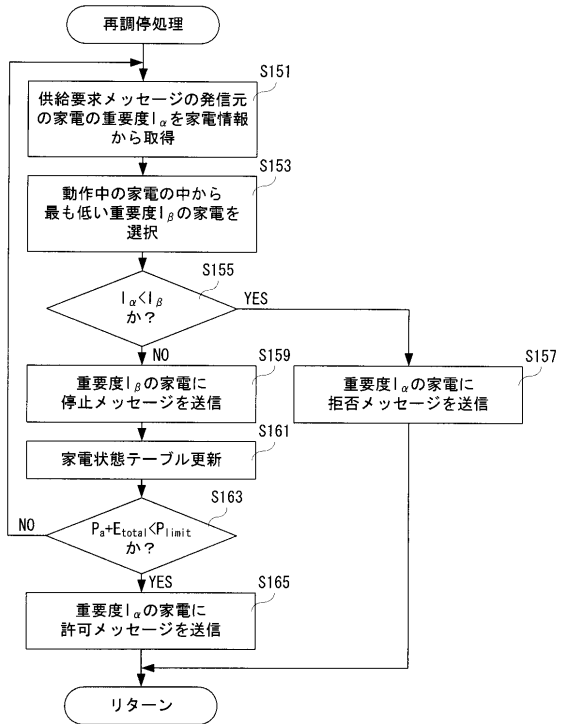 再調停処理
S151
供給要求メッセージの発信元
の家電の重要度Iαを家電情報
から取得
S153
動作中の家電の中から
最も低い重要度Iβの家電を
選択
S155
Iα<Iβ
か？
YES
NO
S159
重要度Iβの家電に
停止メッセージを送信
S157
重要度Iαの家電に
拒否メッセージを送信
S161
家電状態テーブル更新
S163
NO
Pa+Etotal<Plimit
か？
YES
S165
重要度Iαの家電に
許可メッセージを送信
リターン